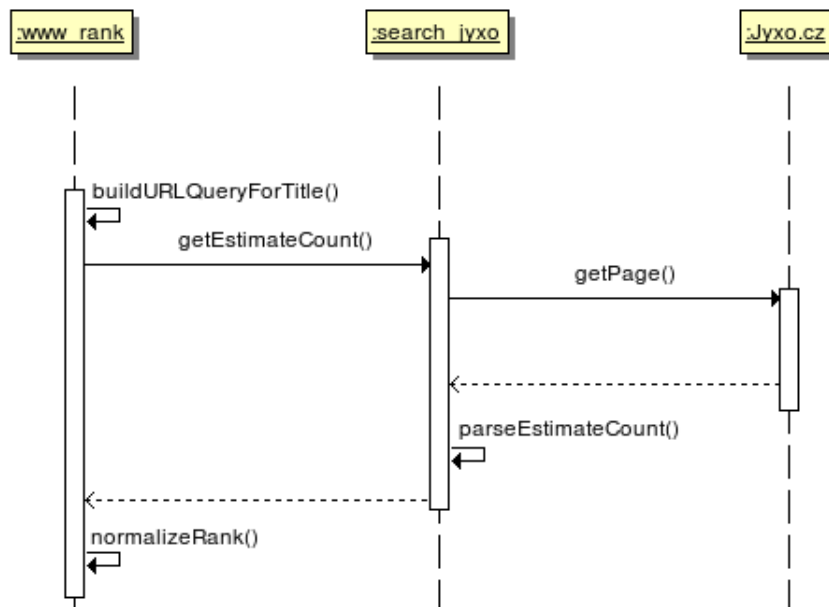 :www_rank
:search_jyxo
:Jyxo.cz
buildURLQueryForTitle()
getEstimateCount()
getPage()
parseEstimateCount()
normalizeRank()